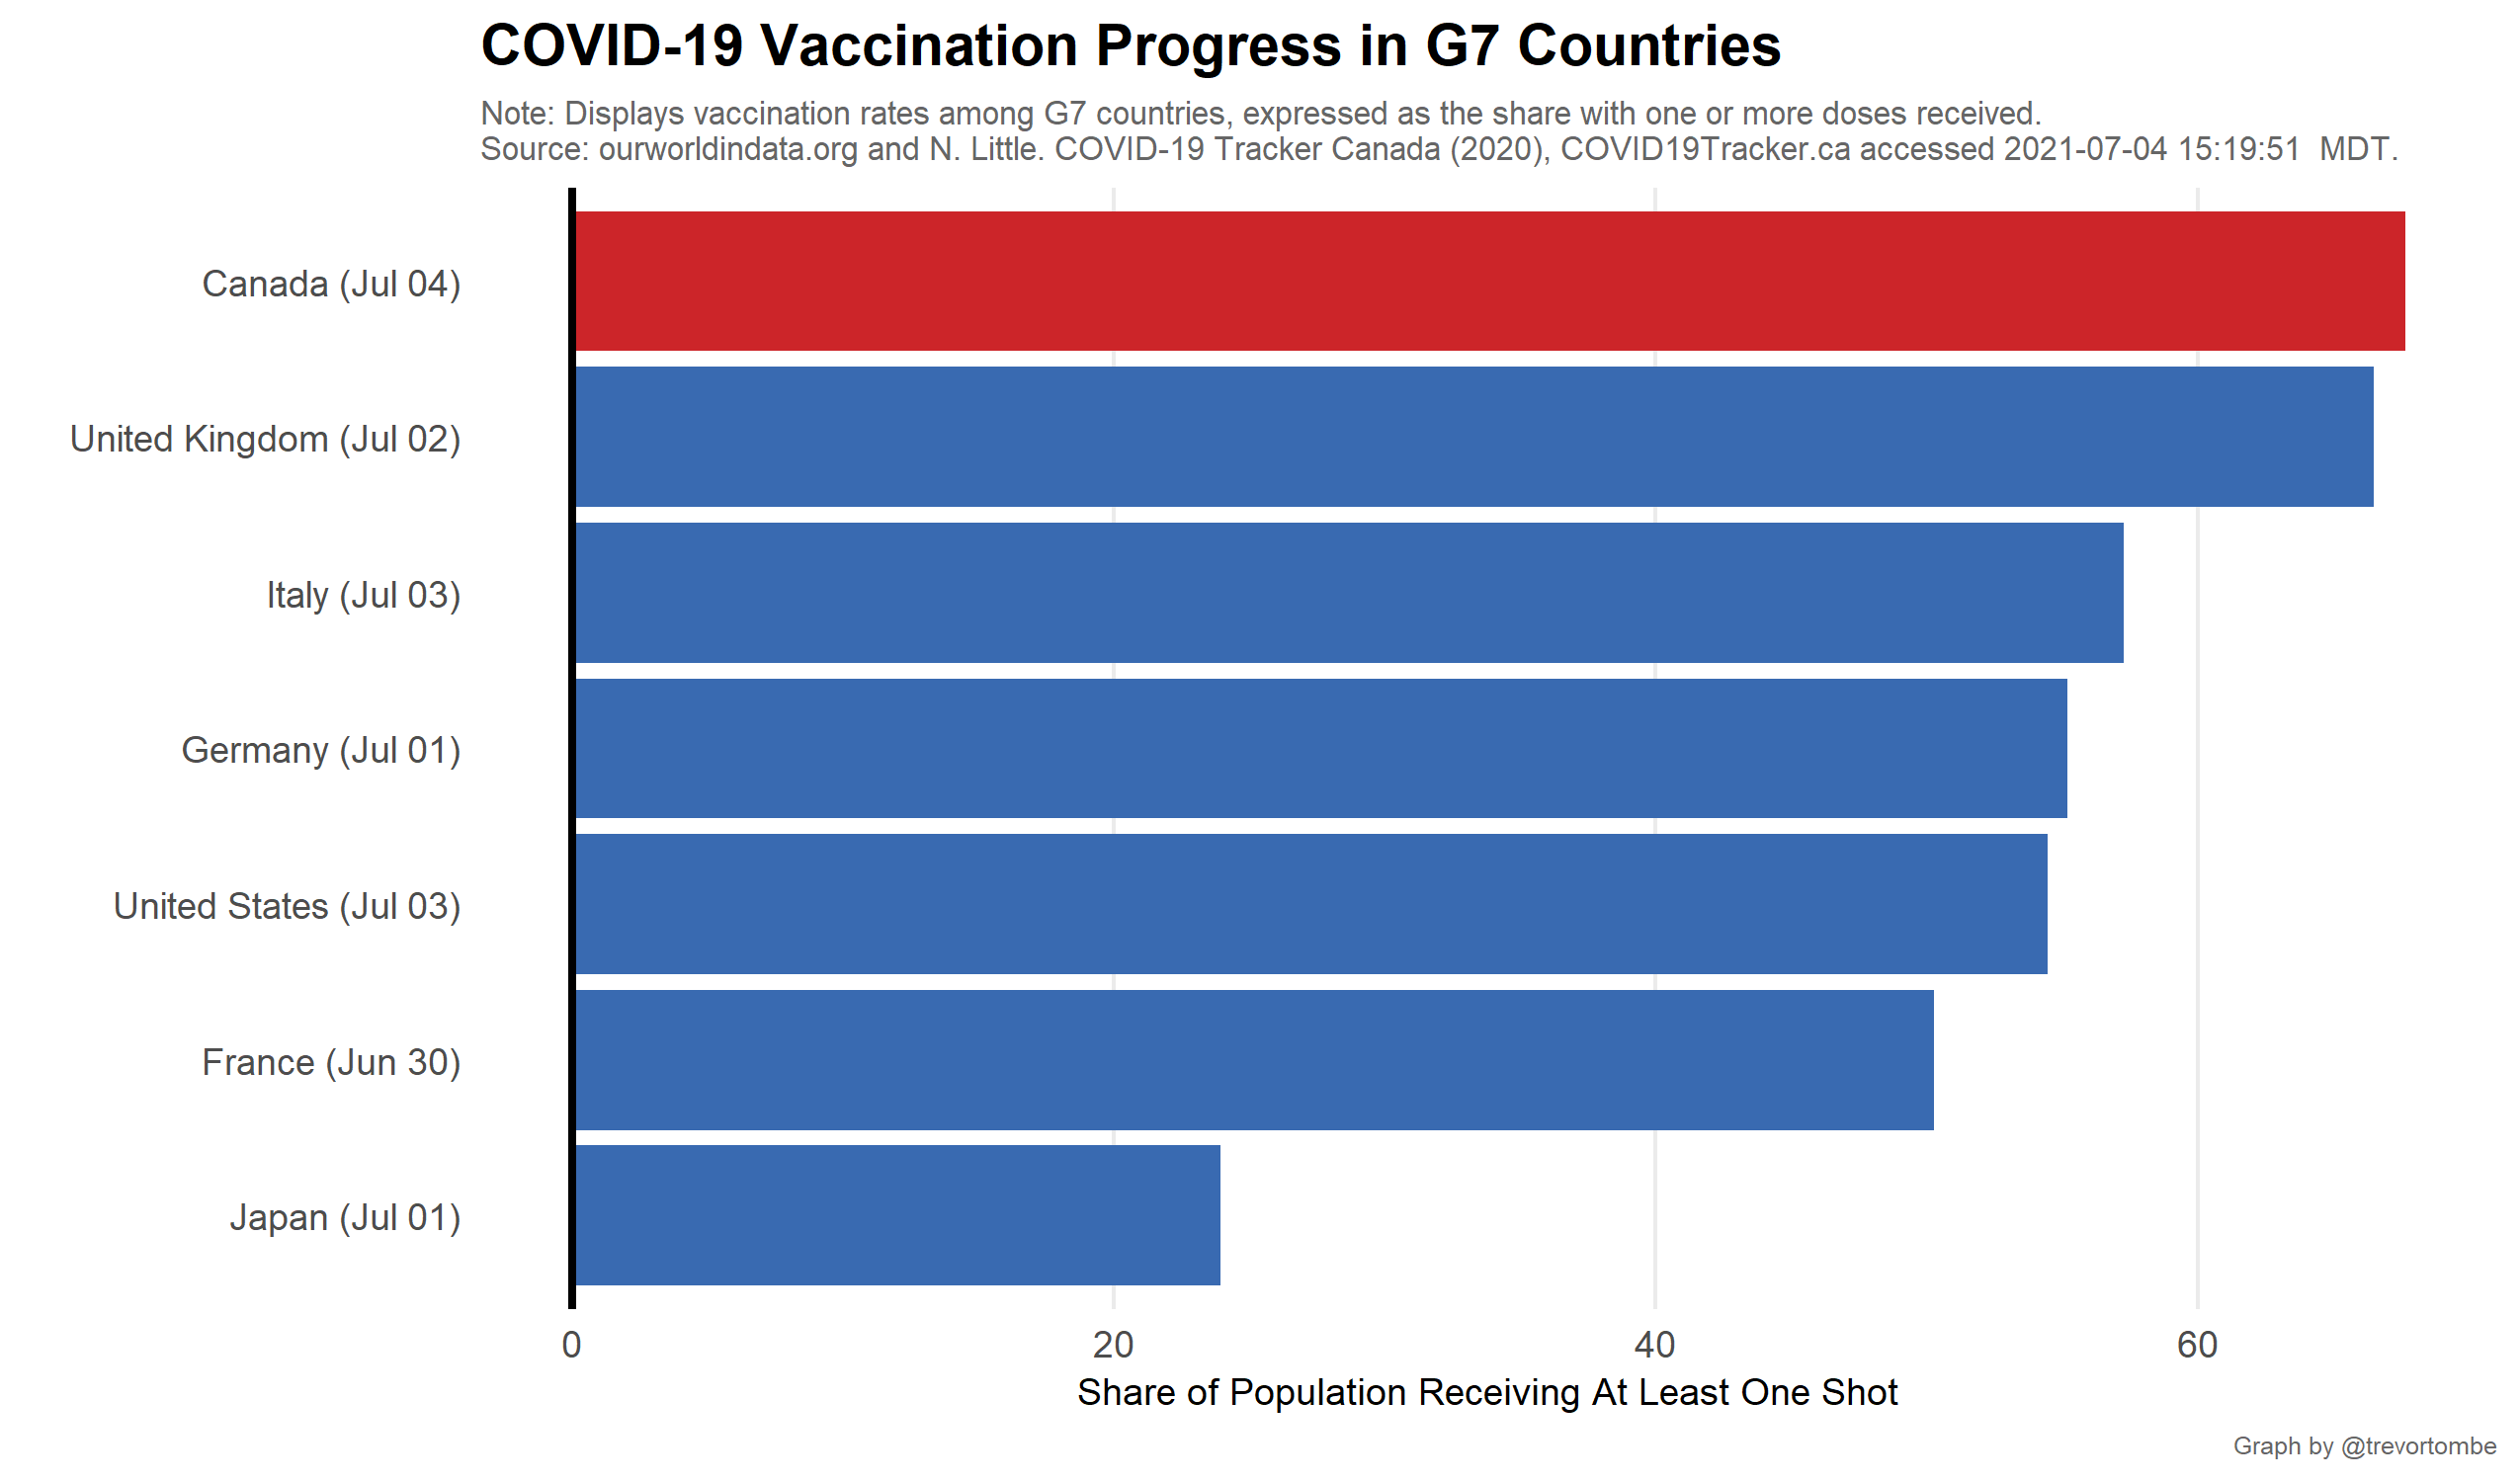 COVID-19 Vaccination Progress in G7 Countries
Note: Displays vaccination rates among G7 countries, expressed as the share with one or more doses received.
Source: ourworldindata.org and N. Little. COVID-19 Tracker Canada (2020), COVID19Tracker.ca accessed 2021-07-04 15:19:51  MDT.
Canada (Jul 04)
United Kingdom (Jul 02)
Italy (Jul 03)
Germany (Jul 01)
United States (Jul 03)
France (Jun 30)
Japan (Jul 01)
0 20 40 60
Share of Population Receiving At Least One Shot
Graph by @trevortombe